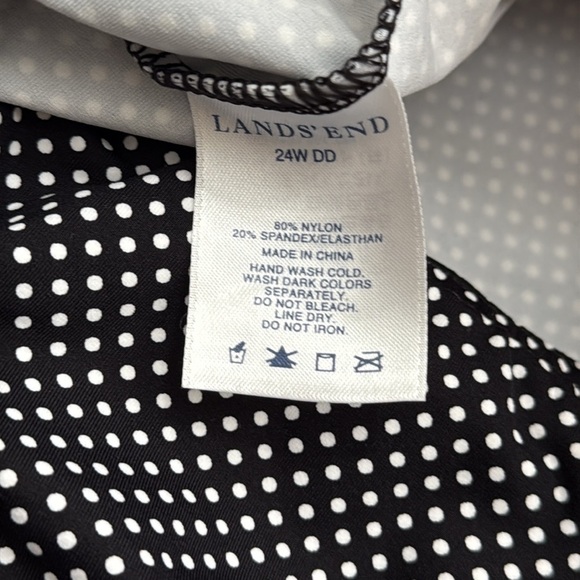 LANDS' END
24W DD
80% NYLON
20% SPANDEX/ELASTHAN
MADE IN CHINA
HAND WASH COLD.
WASH DARK COLORS
SEPARATELY.
DO NOT BLEACH.
LINE DRY.
DO NOT IRON.